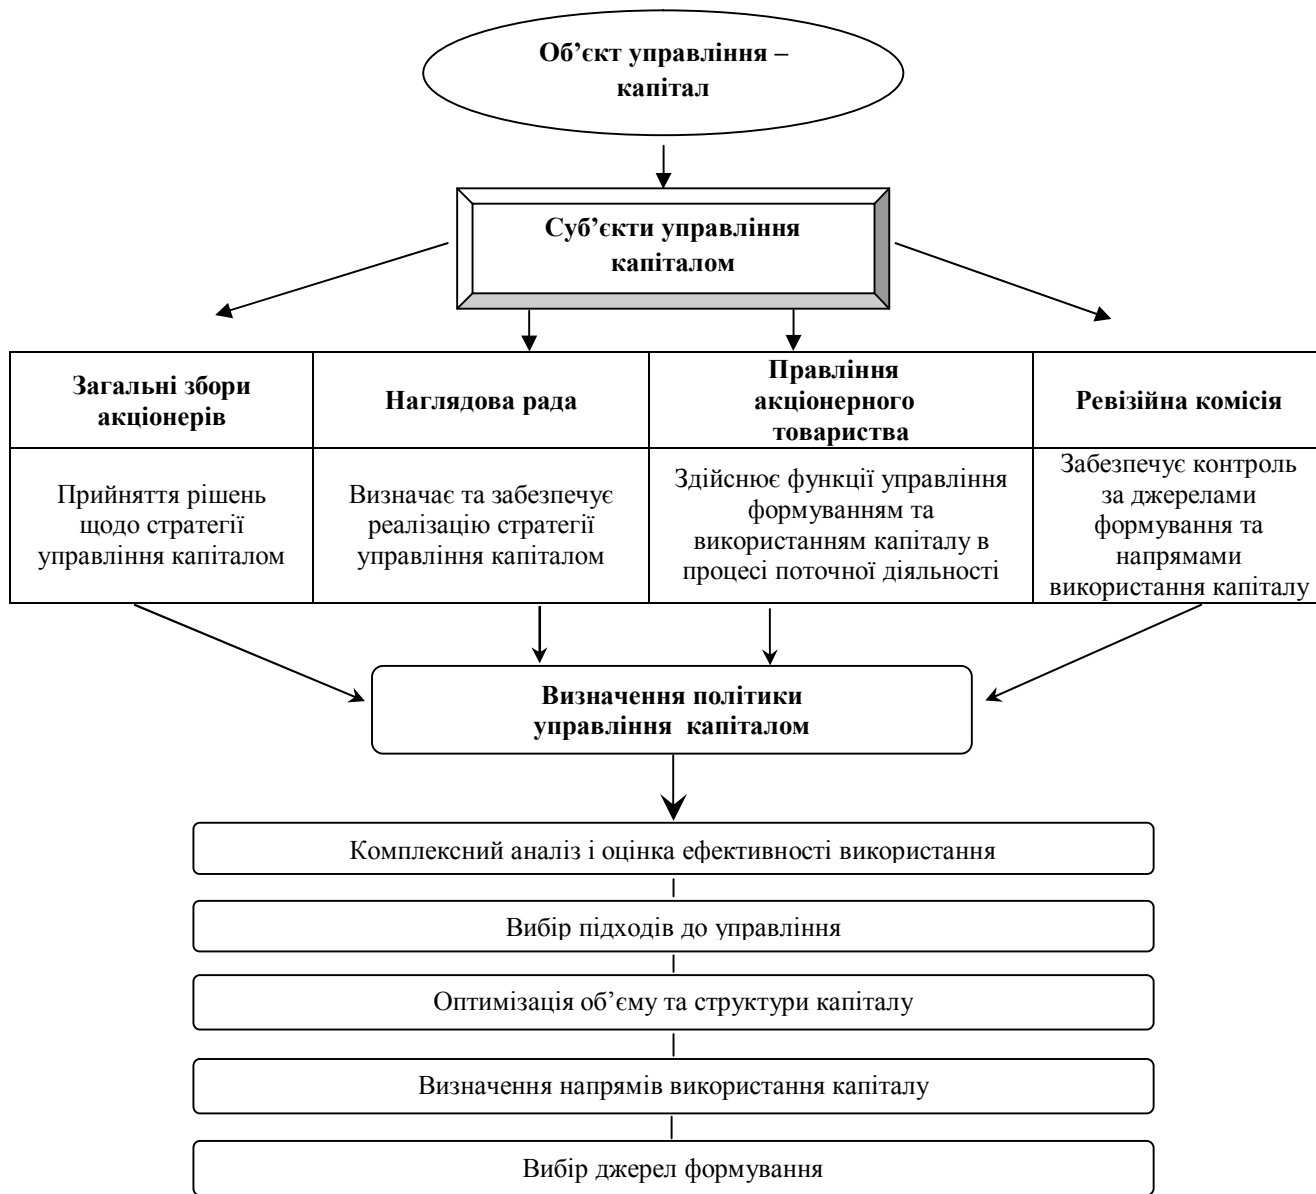 Об’єкт управління –
капітал
Суб’єкти управління
капіталом
Загальні збори
акціонерів
Наглядова рада
Правління
акціонерного
товариства
Ревізійна комісія
Прийняття рішень
щодо стратегії
управління капіталом
Визначає та забезпечує
реалізацію стратегії
управління капіталом
Здійснює функції управління
формуванням та
використанням капіталу в
процесі поточної діяльності
Забезпечує контроль
за джерелами
формування та
напрямами
використання капіталу
Визначення політики
управління капіталом
Комплексний аналіз і оцінка ефективності використання
Вибір підходів до управління
Оптимізація об’єму та структури капіталу
Визначення напрямів використання капіталу
Вибір джерел формування